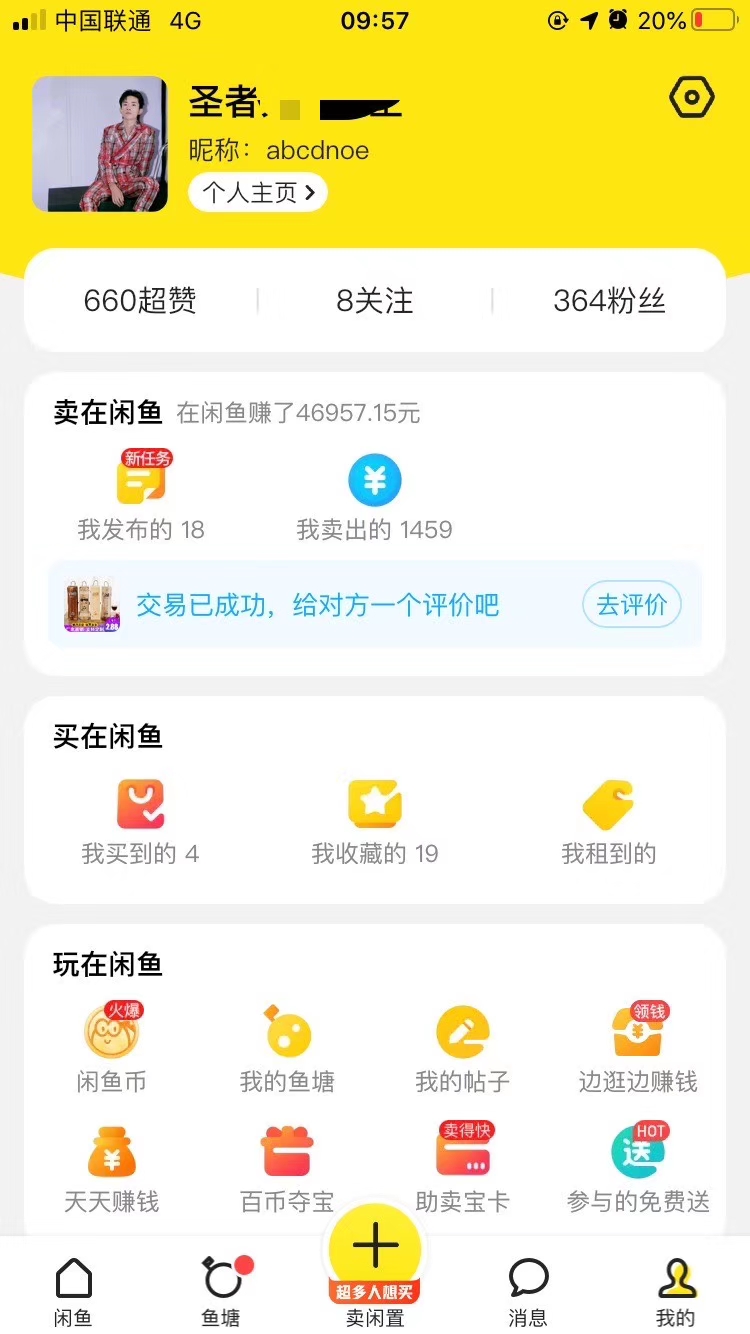 中国联通 4G 09:57 20%
圣者
昵称：abcdnoe
个人主页
660超赞 8关注 364粉丝
卖在闲鱼 在闲鱼赚了46957.15元
新任务
我发布的 18 我卖出的 1459
交易已成功，给对方一个评价吧 去评价
2.88
买在闲鱼
我买到的 4 我收藏的 19 我租到的
玩在闲鱼
火爆 领钱
闲鱼币 我的鱼塘 我的帖子 边逛边赚钱
卖得快 HOT
送
天天赚钱 百币夺宝 助卖宝卡 参与的免费送
超多人想买
闲鱼 鱼塘 卖闲置 消息 我的